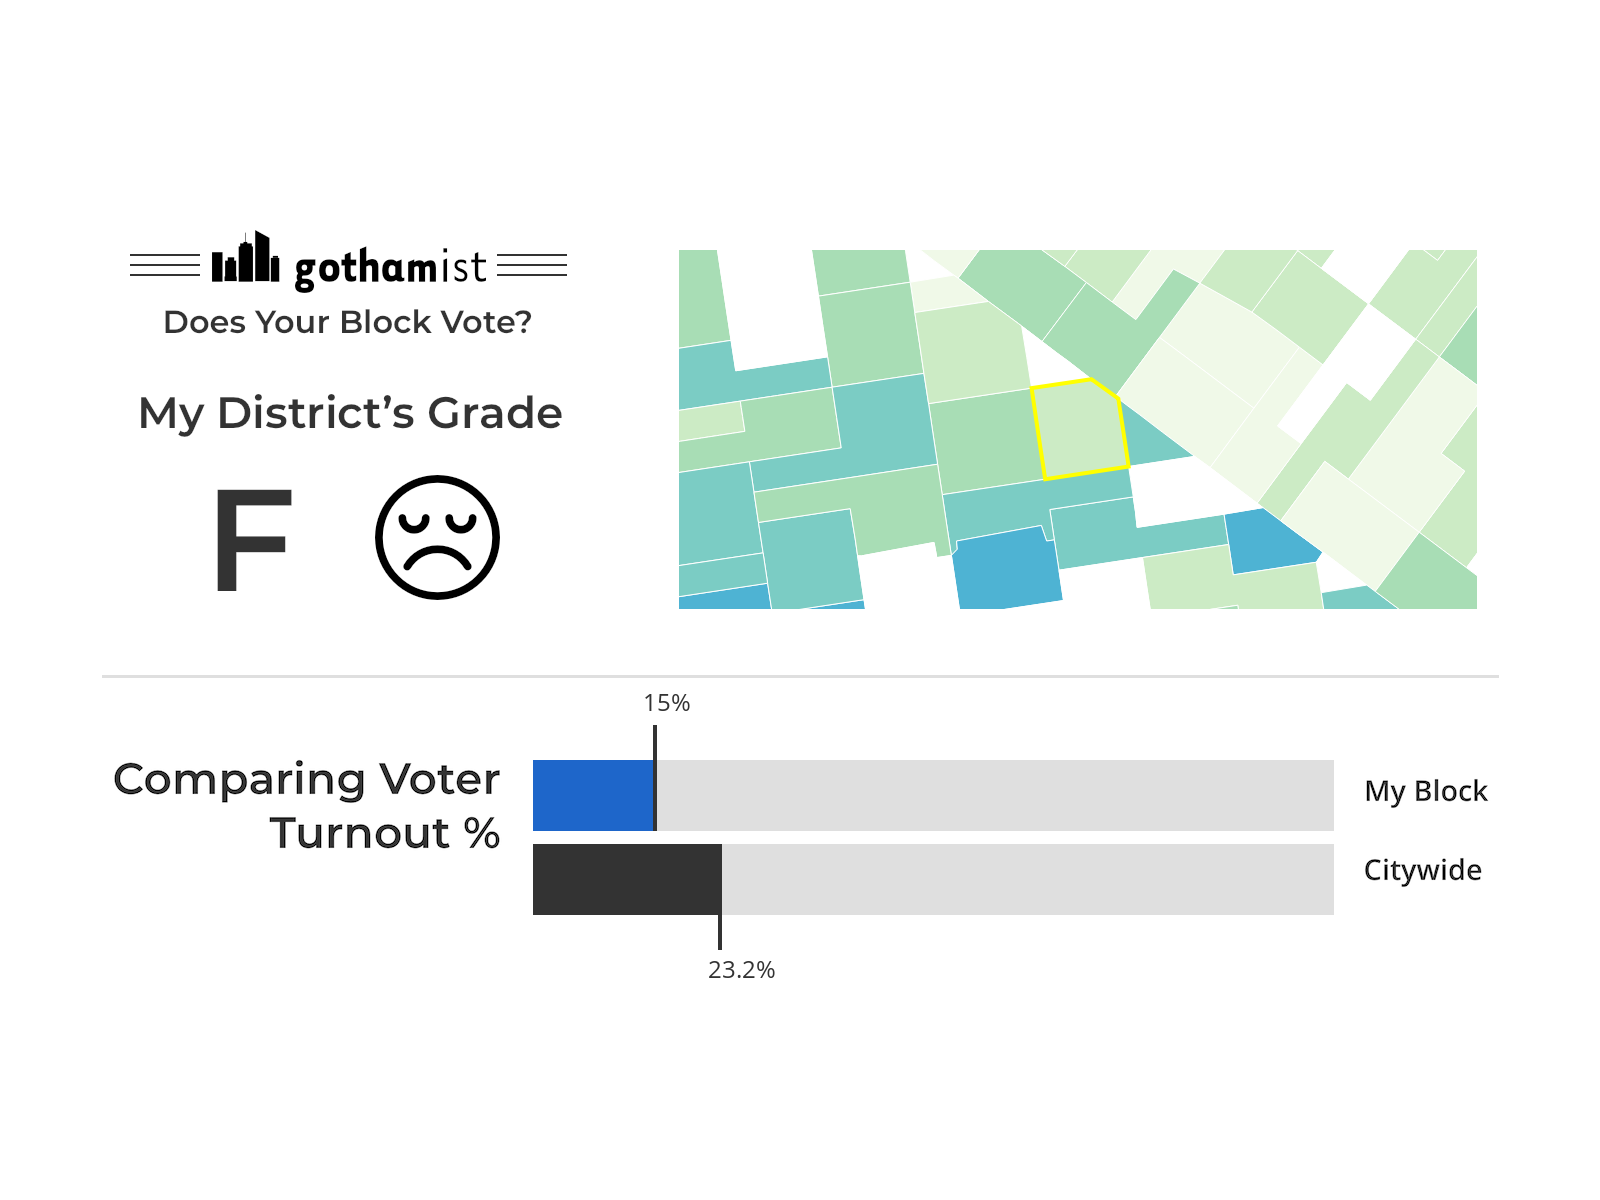 gothamist
Does Your Block Vote?
My District’s Grade
F
15%
Comparing Voter
Turnout %
My Block
Citywide
23.2%